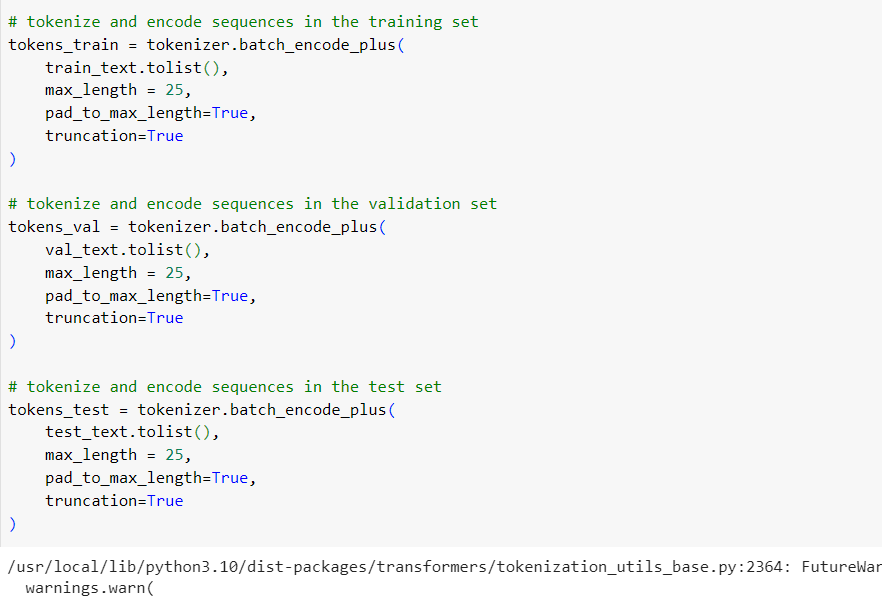 # tokenize and encode sequences in the training set
tokens_train = tokenizer.batch_encode_plus(
    train_text.tolist(),
    max_length = 25,
    pad_to_max_length=True,
    truncation=True
)
# tokenize and encode sequences in the validation set
tokens_val = tokenizer.batch_encode_plus(
    val_text.tolist(),
    max_length = 25,
    pad_to_max_length=True,
    truncation=True
)
# tokenize and encode sequences in the test set
tokens_test = tokenizer.batch_encode_plus(
    test_text.tolist(),
    max_length = 25,
    pad_to_max_length=True,
    truncation=True
)
/usr/local/lib/python3.10/dist-packages/transformers/tokenization_utils_base.py:2364: FutureWar
  warnings.warn(